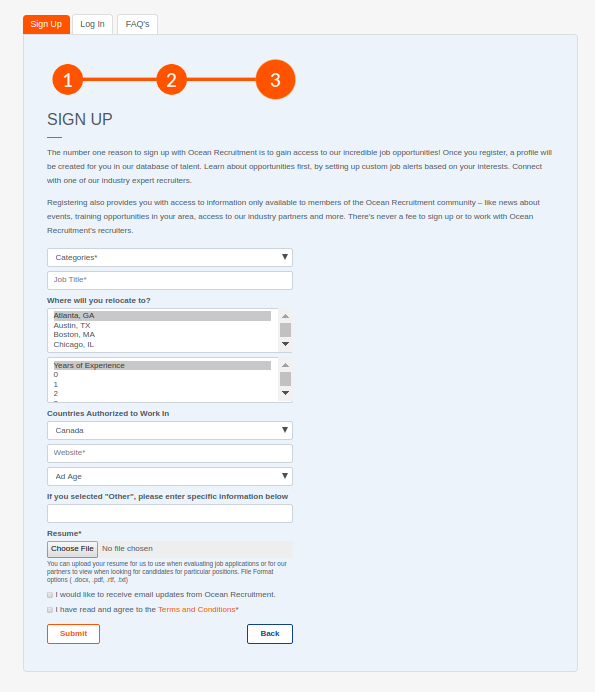 Sign Up Log In FAQ's
1 2 3
SIGN UP
The number one reason to sign up with Ocean Recruitment is to gain access to our incredible job opportunities! Once you register, a profile will
be created for you in our database of talent. Learn about opportunities first, by setting up custom job alerts based on your interests. Connect
with one of our industry expert recruiters.
Registering also provides you with access to information only available to members of the Ocean Recruitment community – like news about
events, training opportunities in your area, access to our industry partners and more. There's never a fee to sign up or to work with Ocean
Recruitment's recruiters.
Categories*
Job Title*
Where will you relocate to?
Atlanta, GA
Austin, TX
Boston, MA
Chicago, IL
Years of Experience
0
1
2
Countries Authorized to Work In
Canada
Website*
Ad Age
If you selected "Other", please enter specific information below
Resume*
Choose File No file chosen
You can upload your resume for us to use when evaluating job applications or for our
partners to view when looking for candidates for particular positions. File Format
options ( .docx, .pdf, .rtf, .txt)
I would like to receive email updates from Ocean Recruitment.
I have read and agree to the Terms and Conditions*
Submit Back